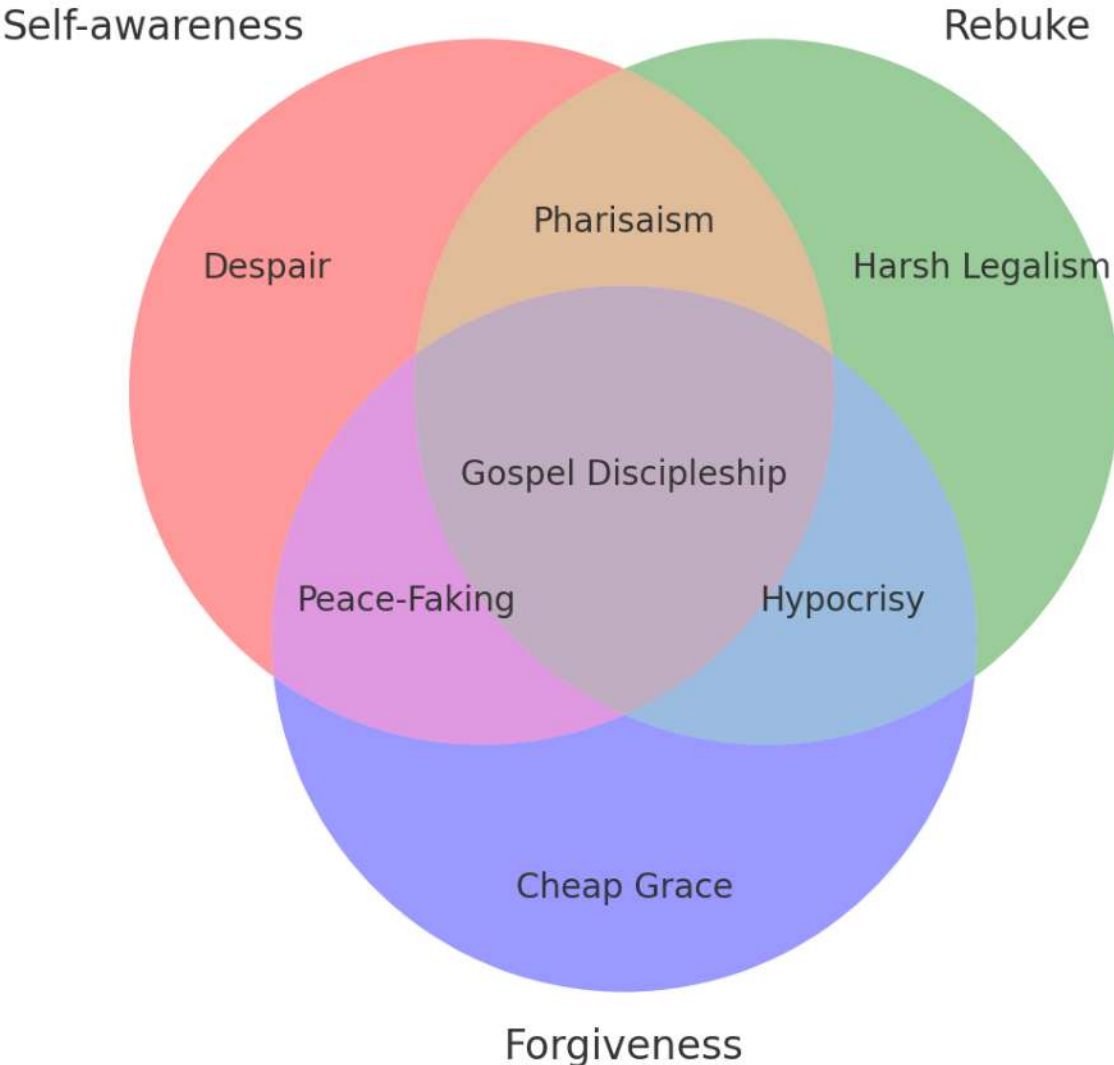 Self-awareness
Rebuke
Pharisaism
Despair
Harsh Legalism
Gospel Discipleship
Peace-Faking
Hypocrisy
Cheap Grace
Forgiveness